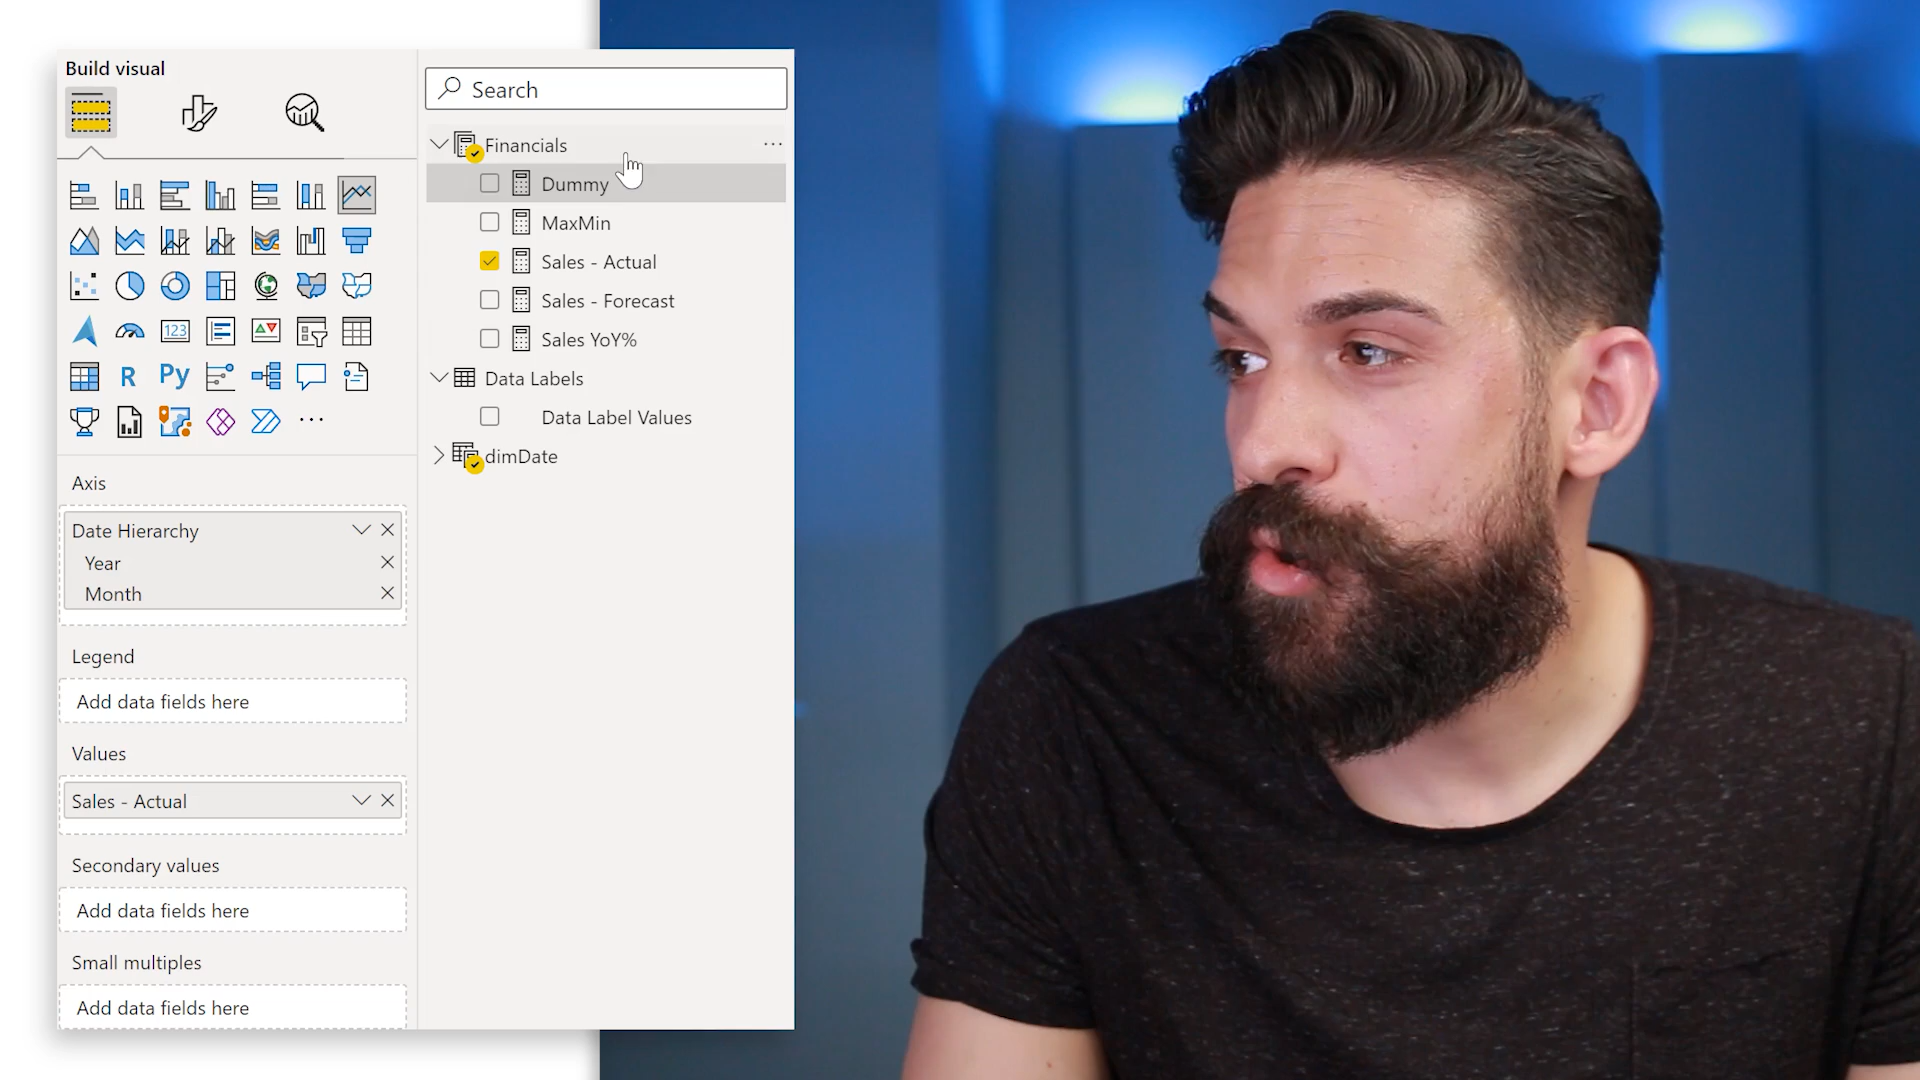 Build visual
Search
Financials
Dummy
MaxMin
Sales - Actual
Sales - Forecast
Sales YoY%
Data Labels
Data Label Values
dimDate
123
R
Py
Axis
Date Hierarchy
Year
Month
Legend
Add data fields here
Values
Sales - Actual
Secondary values
Add data fields here
Small multiples
Add data fields here